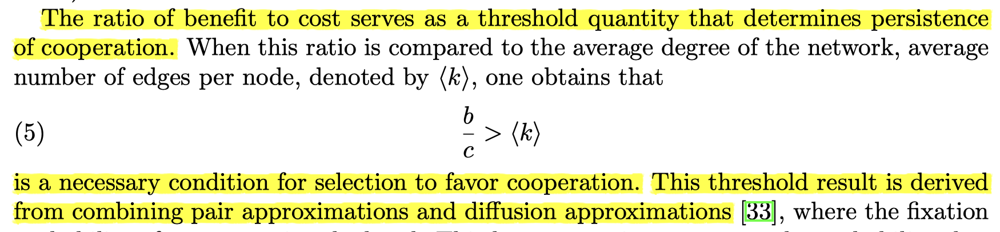 The ratio of benefit to cost serves as a threshold quantity that determines persistence
of cooperation. When this ratio is compared to the average degree of the network, average
number of edges per node, denoted by ⟨k⟩, one obtains that
(5) b/c > ⟨k⟩
is a necessary condition for selection to favor cooperation. This threshold result is derived
from combining pair approximations and diffusion approximations [33], where the fixation